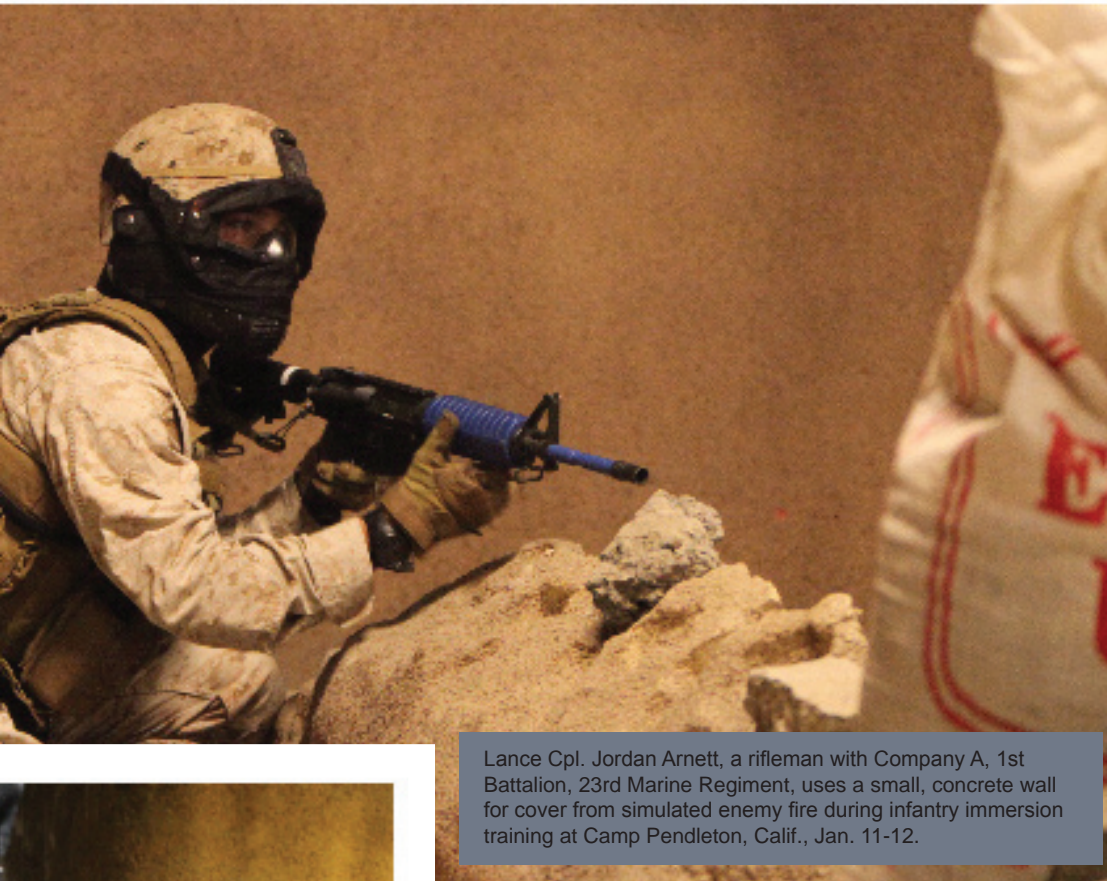 Lance Cpl. Jordan Arnett, a rifleman with Company A, 1st
Battalion, 23rd Marine Regiment, uses a small, concrete wall
for cover from simulated enemy fire during infantry immersion
training at Camp Pendleton, Calif., Jan. 11-12.